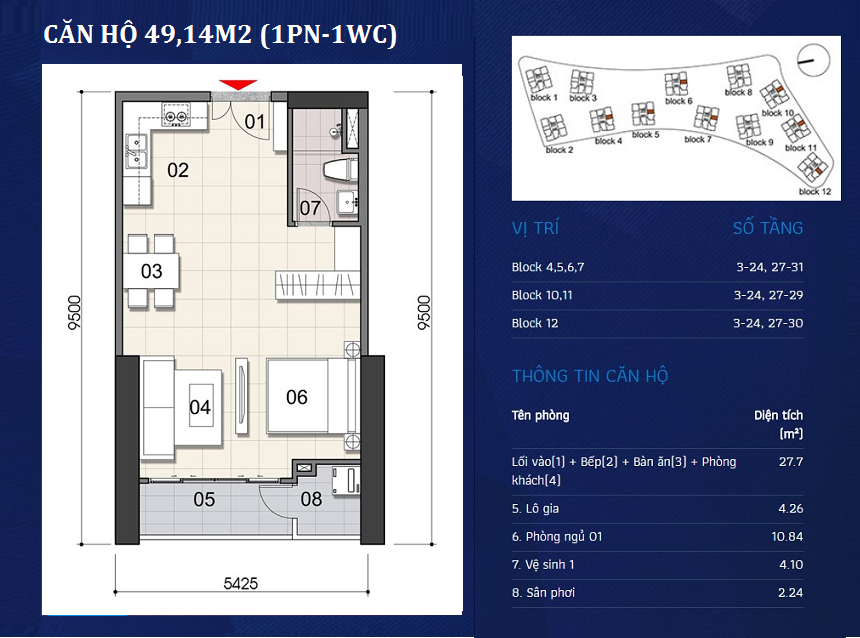 CĂN HỘ 49,14M2 (1PN-1WC)
01
02
07
03
9500
9500
04
06
05
08
5425
block 1
block 3
block 6
block 8
block 10
block 2
block 4
block 5
block 7
block 9
block 11
block 12
VỊ TRÍ SỐ TẦNG
Block 4,5,6,7 3-24, 27-31
Block 10,11 3-24, 27-29
Block 12 3-24, 27-30
THÔNG TIN CĂN HỘ
Tên phòng Diện tích
(m²)
Lối vào(1) + Bếp(2) + Bàn ăn(3) + Phòng 27.7
khách(4)
5. Lô gia 4.26
6. Phòng ngủ 01 10.84
7. Vệ sinh 1 4.10
8. Sân phơi 2.24